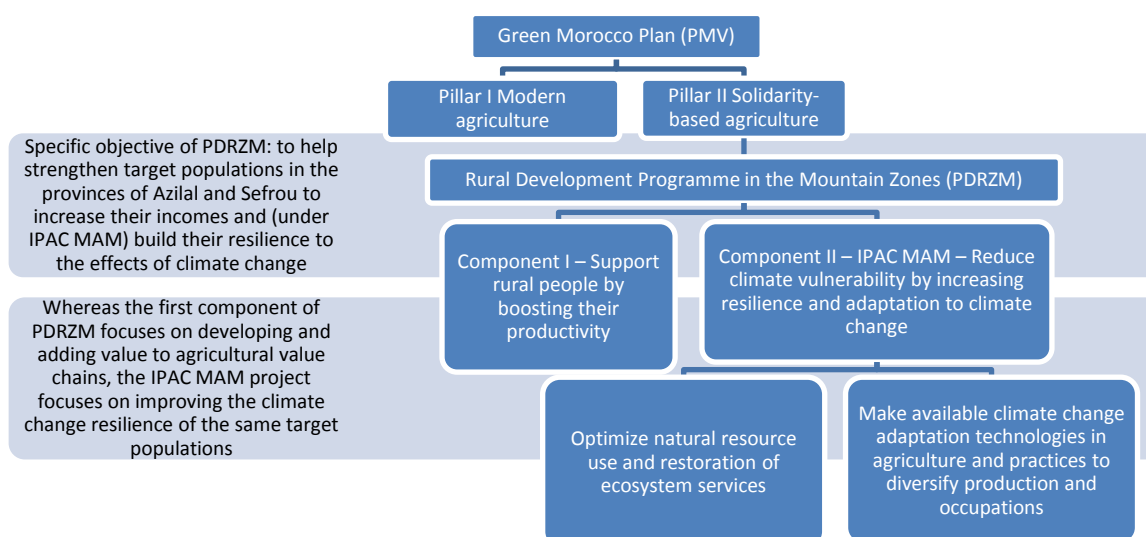 Green Morocco Plan (PMV)
Pillar I Modern
agriculture
Pillar II Solidarity-
based agriculture
Specific objective of PDRZM: to help
strengthen target populations in the
provinces of Azilal and Sefrou to
increase their incomes and (under
IPAC MAM) build their resilience to
the effects of climate change
Rural Development Programme in the Mountain Zones (PDRZM)
Component I – Support
rural people by
boosting their
productivity
Component II – IPAC MAM – Reduce
climate vulnerability by increasing
resilience and adaptation to climate
change
Whereas the first component of
PDRZM focuses on developing and
adding value to agricultural value
chains, the IPAC MAM project
focuses on improving the climate
change resilience of the same target
populations
Optimize natural resource
use and restoration of
ecosystem services
Make available climate change
adaptation technologies in
agriculture and practices to
diversify production and
occupations